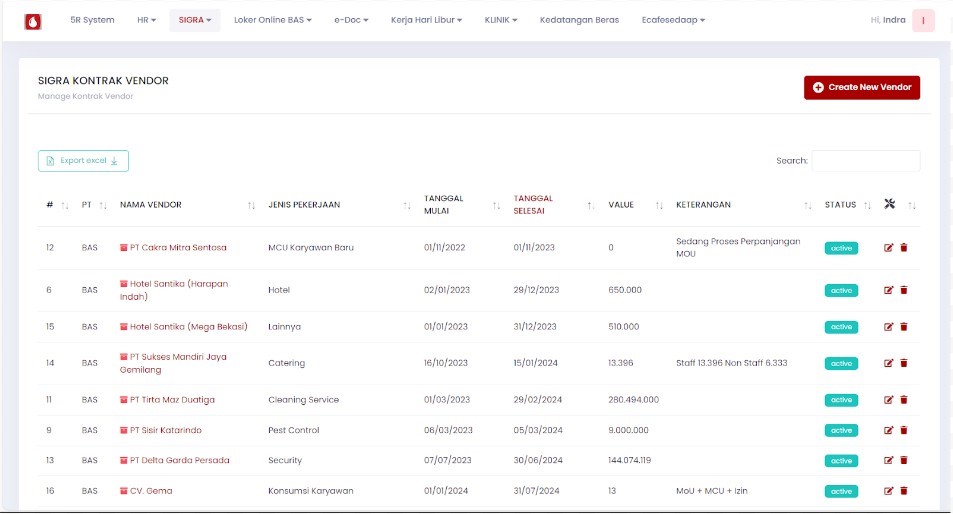 5R System HR SIGRA Loker Online BAS e-Doc Kerja Hari Libur KLINIK Kedatangan Beras Ecafesedaap Hi, Indra I
SIGRA KONTRAK VENDOR
Manage Kontrak Vendor
Create New Vendor
Export excel
Search:
# PT NAMA VENDOR JENIS PEKERJAAN TANGGAL MULAI TANGGAL SELESAI VALUE KETERANGAN STATUS
12 BAS PT Cakra Mitra Sentosa MCU Karyawan Baru 01/11/2022 01/11/2023 0 Sedang Proses Perpanjangan MOU active
6 BAS Hotel Santika (Harapan Indah) Hotel 02/01/2023 29/12/2023 650.000 active
15 BAS Hotel Santika (Mega Bekasi) Lainnya 01/01/2023 31/12/2023 510.000 active
14 BAS PT Sukses Mandiri Jaya Gemilang Catering 16/10/2023 15/01/2024 13.396 Staff 13.396 Non Staff 6.333 active
11 BAS PT Tirta Maz Duatiga Cleaning Service 01/03/2023 29/02/2024 280.494.000 active
9 BAS PT Sisir Katarindo Pest Control 06/03/2023 05/03/2024 9.000.000 active
13 BAS PT Delta Garda Persada Security 07/07/2023 30/06/2024 144.074.119 active
16 BAS CV. Gema Konsumsi Karyawan 01/01/2024 31/07/2024 13 MoU + MCU + Izin active